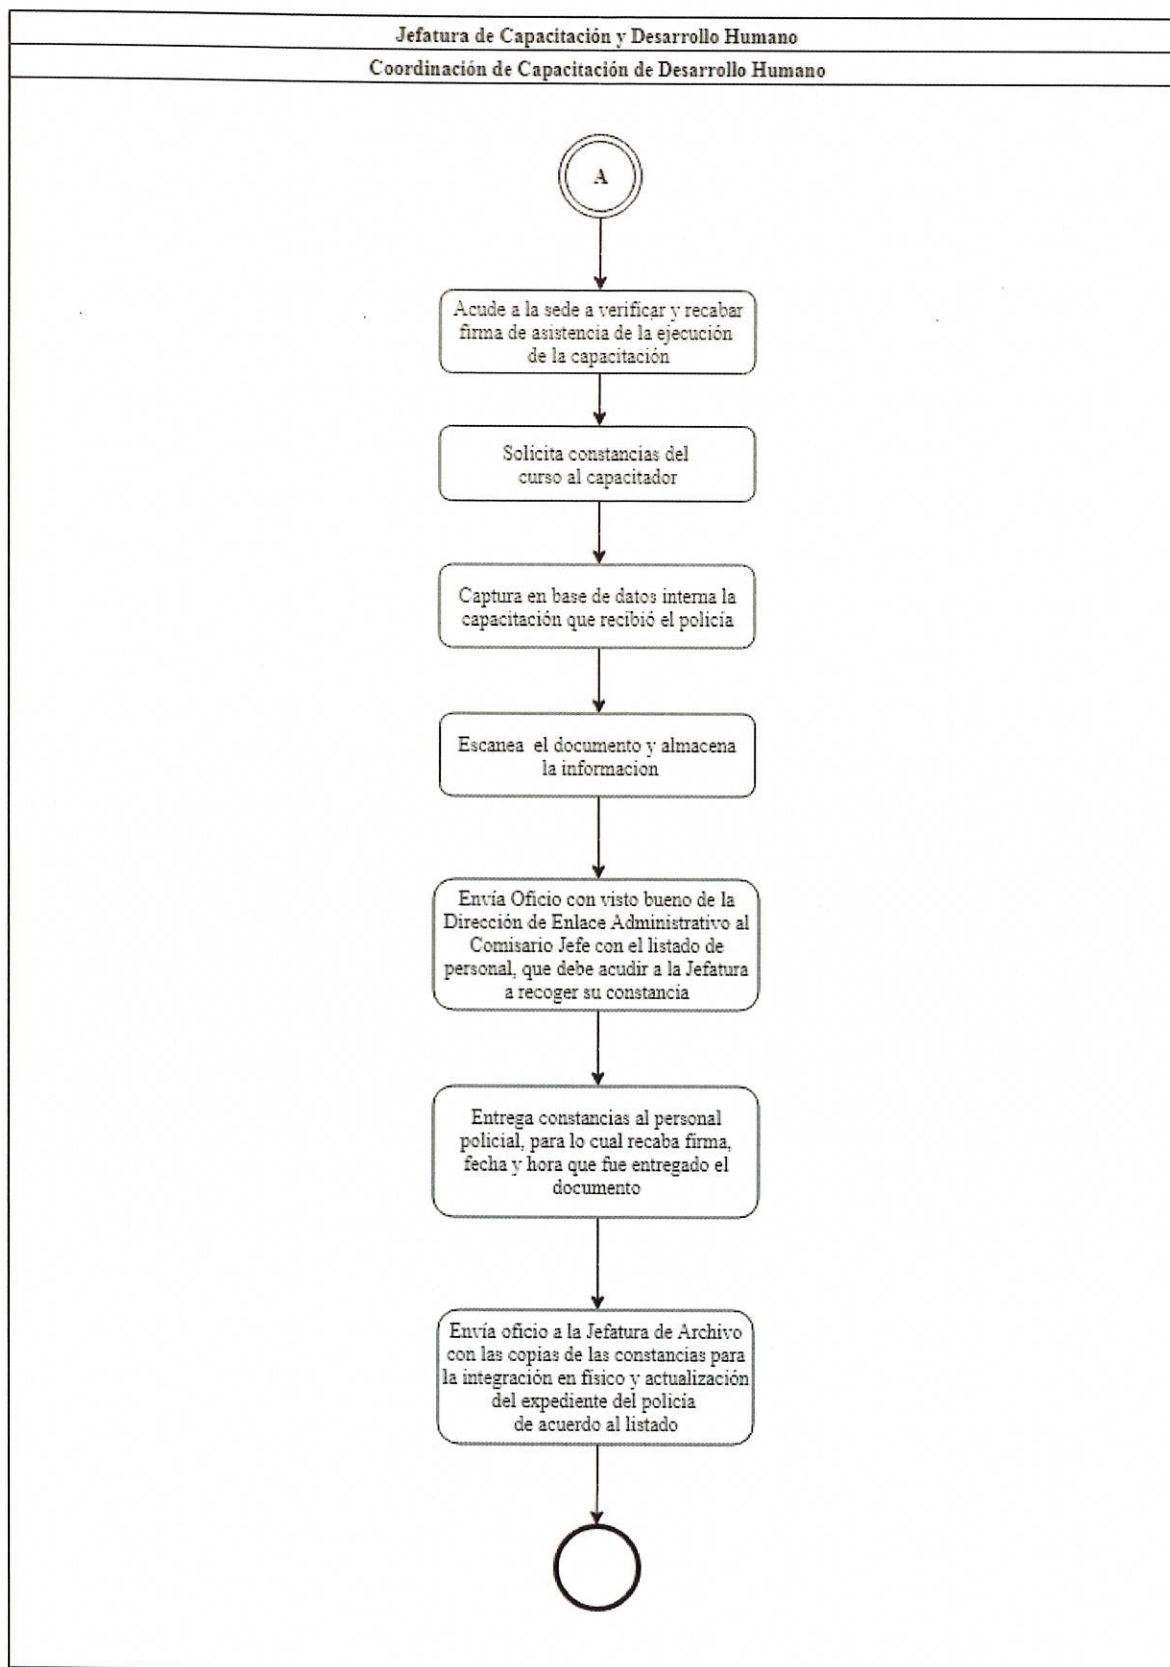 Jefatura de Capacitación y Desarrollo Humano
Coordinación de Capacitación de Desarrollo Humano
A
Acude a la sede a verificar y recabar
firma de asistencia de la ejecución
de la capacitación
Solicita constancias del
curso al capacitador
Captura en base de datos interna la
capacitación que recibió el policía
Escanea el documento y almacena
la informacion
Envía Oficio con visto bueno de la
Dirección de Enlace Administrativo al
Comisario Jefe con el listado de
personal, que debe acudir a la Jefatura
a recoger su constancia
Entrega constancias al personal
policial, para lo cual recaba firma,
fecha y hora que fue entregado el
documento
Envía oficio a la Jefatura de Archivo
con las copias de las constancias para
la integración en físico y actualización
del expediente del policía
de acuerdo al listado